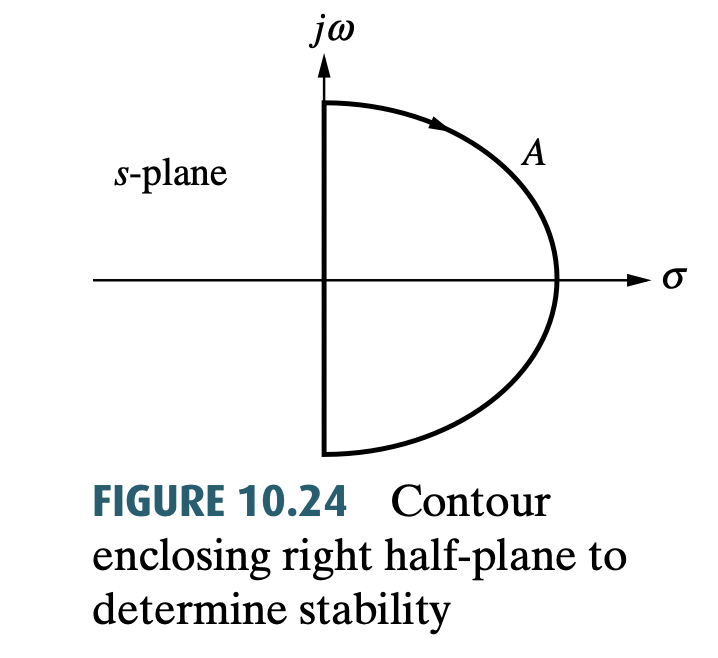 jω
A
s-plane
σ
FIGURE 10.24 Contour
enclosing right half-plane to
determine stability